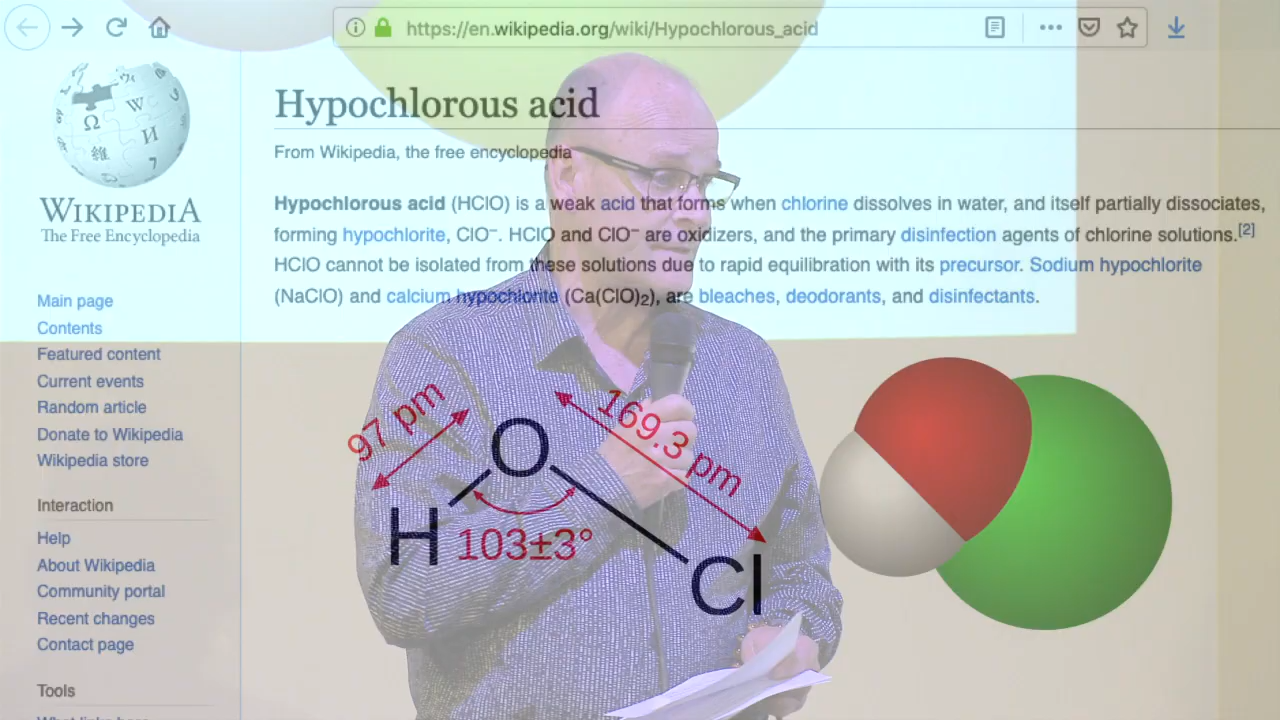 https://en.wikipedia.org/wiki/Hypochlorous_acid
Hypochlorous acid
From Wikipedia, the free encyclopedia
Hypochlorous acid (HClO) is a weak acid that forms when chlorine dissolves in water, and itself partially dissociates,
forming hypochlorite, ClO⁻. HClO and ClO⁻ are oxidizers, and the primary disinfection agents of chlorine solutions.[2]
HClO cannot be isolated from these solutions due to rapid equilibration with its precursor. Sodium hypochlorite
(NaClO) and calcium hypochlorite (Ca(ClO)₂), are bleaches, deodorants, and disinfectants.
Ω
W
И
維
WIKIPEDIA
The Free Encyclopedia
Main page
Contents
Featured content
Current events
Random article
Donate to Wikipedia
Wikipedia store
Interaction
Help
About Wikipedia
Community portal
Recent changes
Contact page
Tools
What links here
97 pm
169.3 pm
O
H
103±3°
Cl